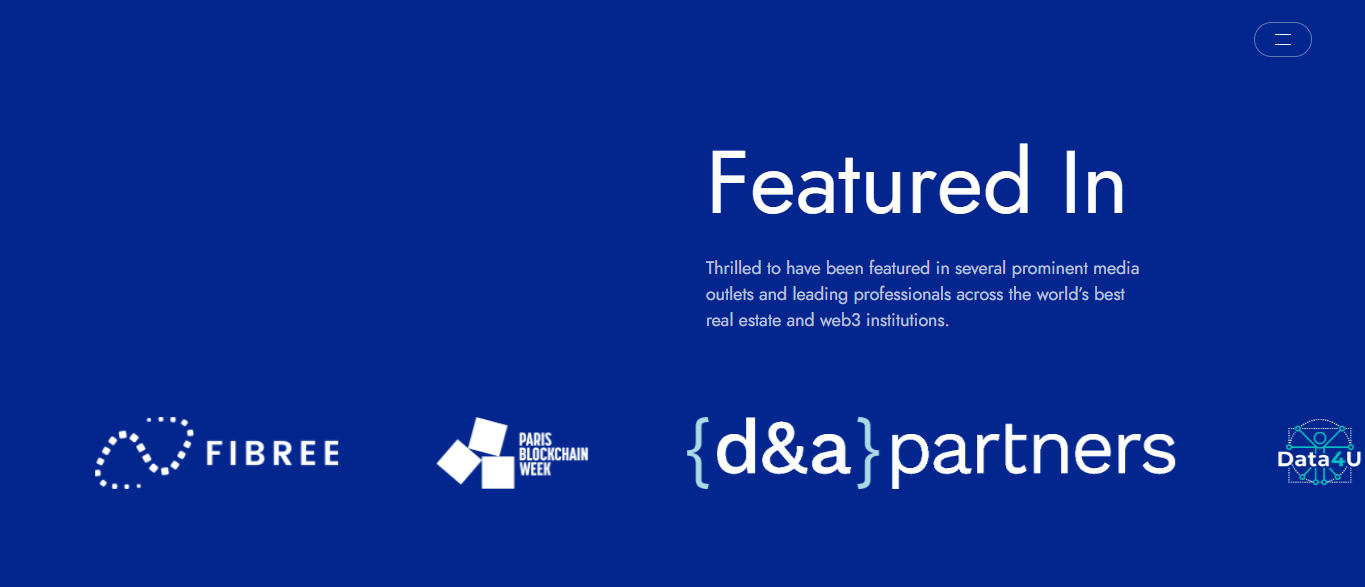 Featured In
Thrilled to have been featured in several prominent media
outlets and leading professionals across the world’s best
real estate and web3 institutions.
FIBREE
PARIS
BLOCKCHAIN
WEEK
{d&a} partners
Data4U